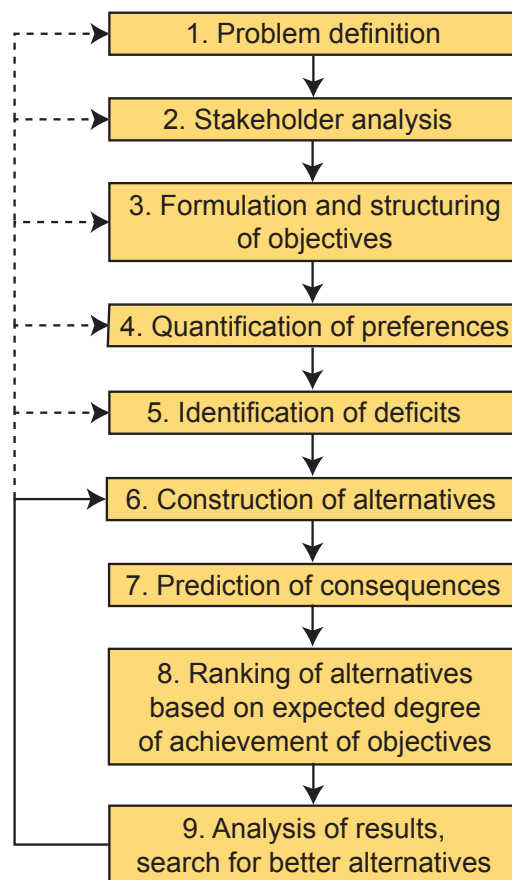 1. Problem definition
2. Stakeholder analysis
3. Formulation and structuring
of objectives
4. Quantification of preferences
5. Identification of deficits
6. Construction of alternatives
7. Prediction of consequences
8. Ranking of alternatives
based on expected degree
of achievement of objectives
9. Analysis of results,
search for better alternatives